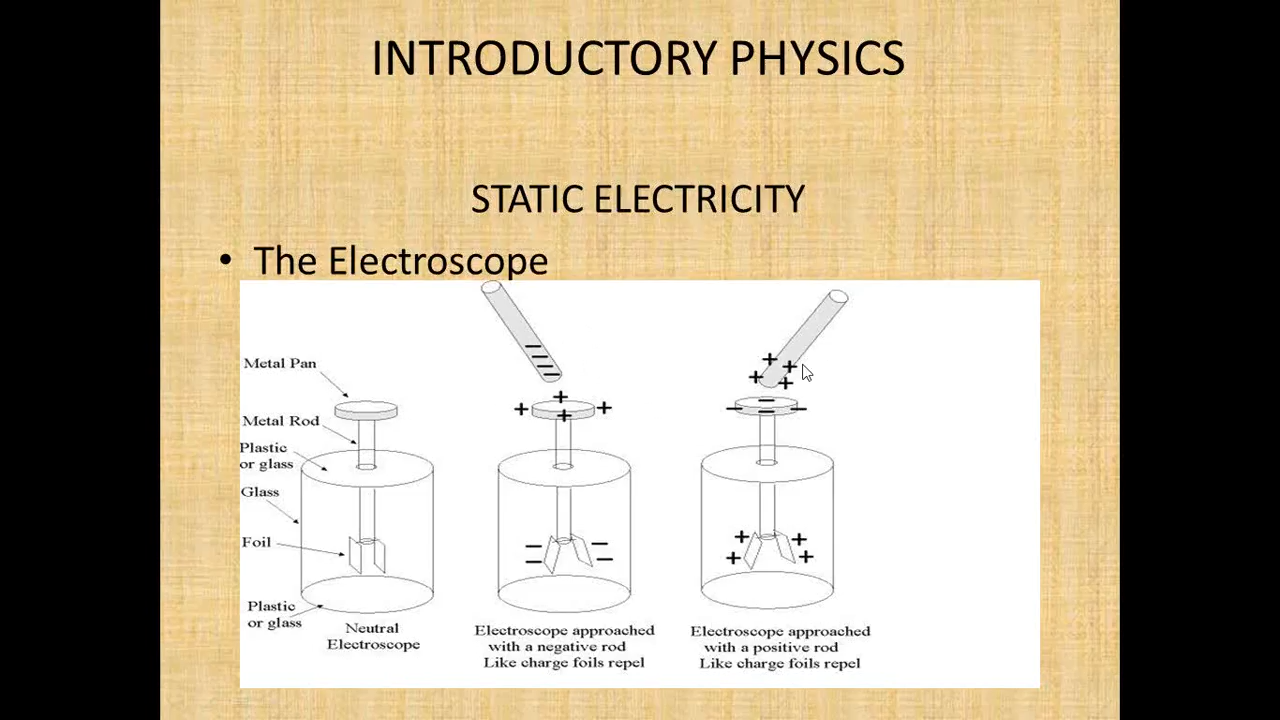 INTRODUCTORY PHYSICS
STATIC ELECTRICITY
• The Electroscope
Metal Pan
Metal Rod
Plastic
or glass
Glass
Foil
Plastic
or glass
− − − −
+ + + +
− − − −
+ + + +
− − − −
+ + + +
Neutral
Electroscope
Electroscope approached
with a negative rod
Like charge foils repel
Electroscope approached
with a positive rod
Like charge foils repel